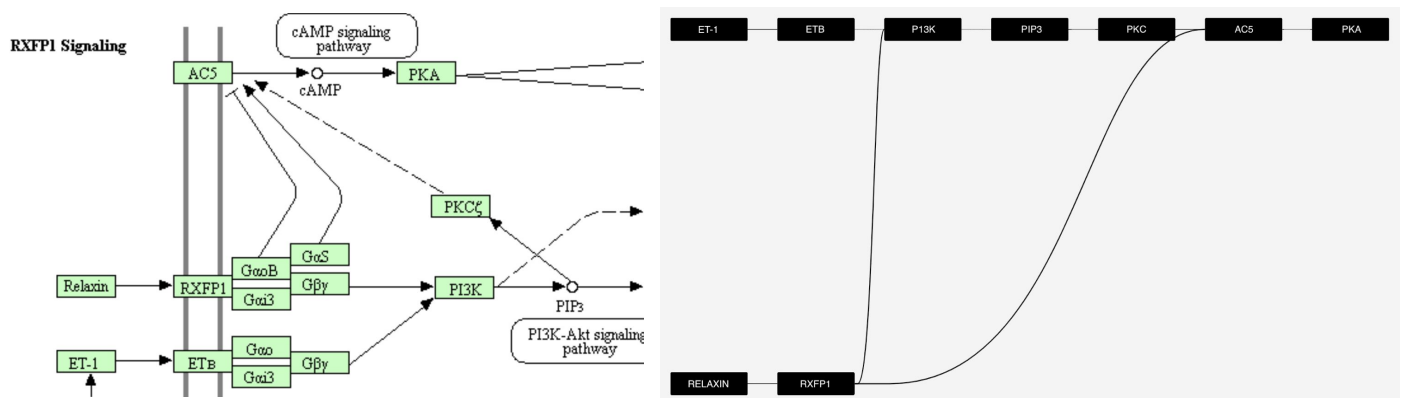 RXFP1 Signaling
cAMP signaling
pathway
AC5
cAMP
PKA
PKCζ
GαoB
GαS
Relaxin
RXFP1
Gβγ
Gαi3
PI3K
PIP3
PI3K-Akt signaling
pathway
ET-1
ETB
Gαo
Gβγ
Gαi3
ET-1
ETB
P13K
PIP3
PKC
AC5
PKA
RELAXIN
RXFP1